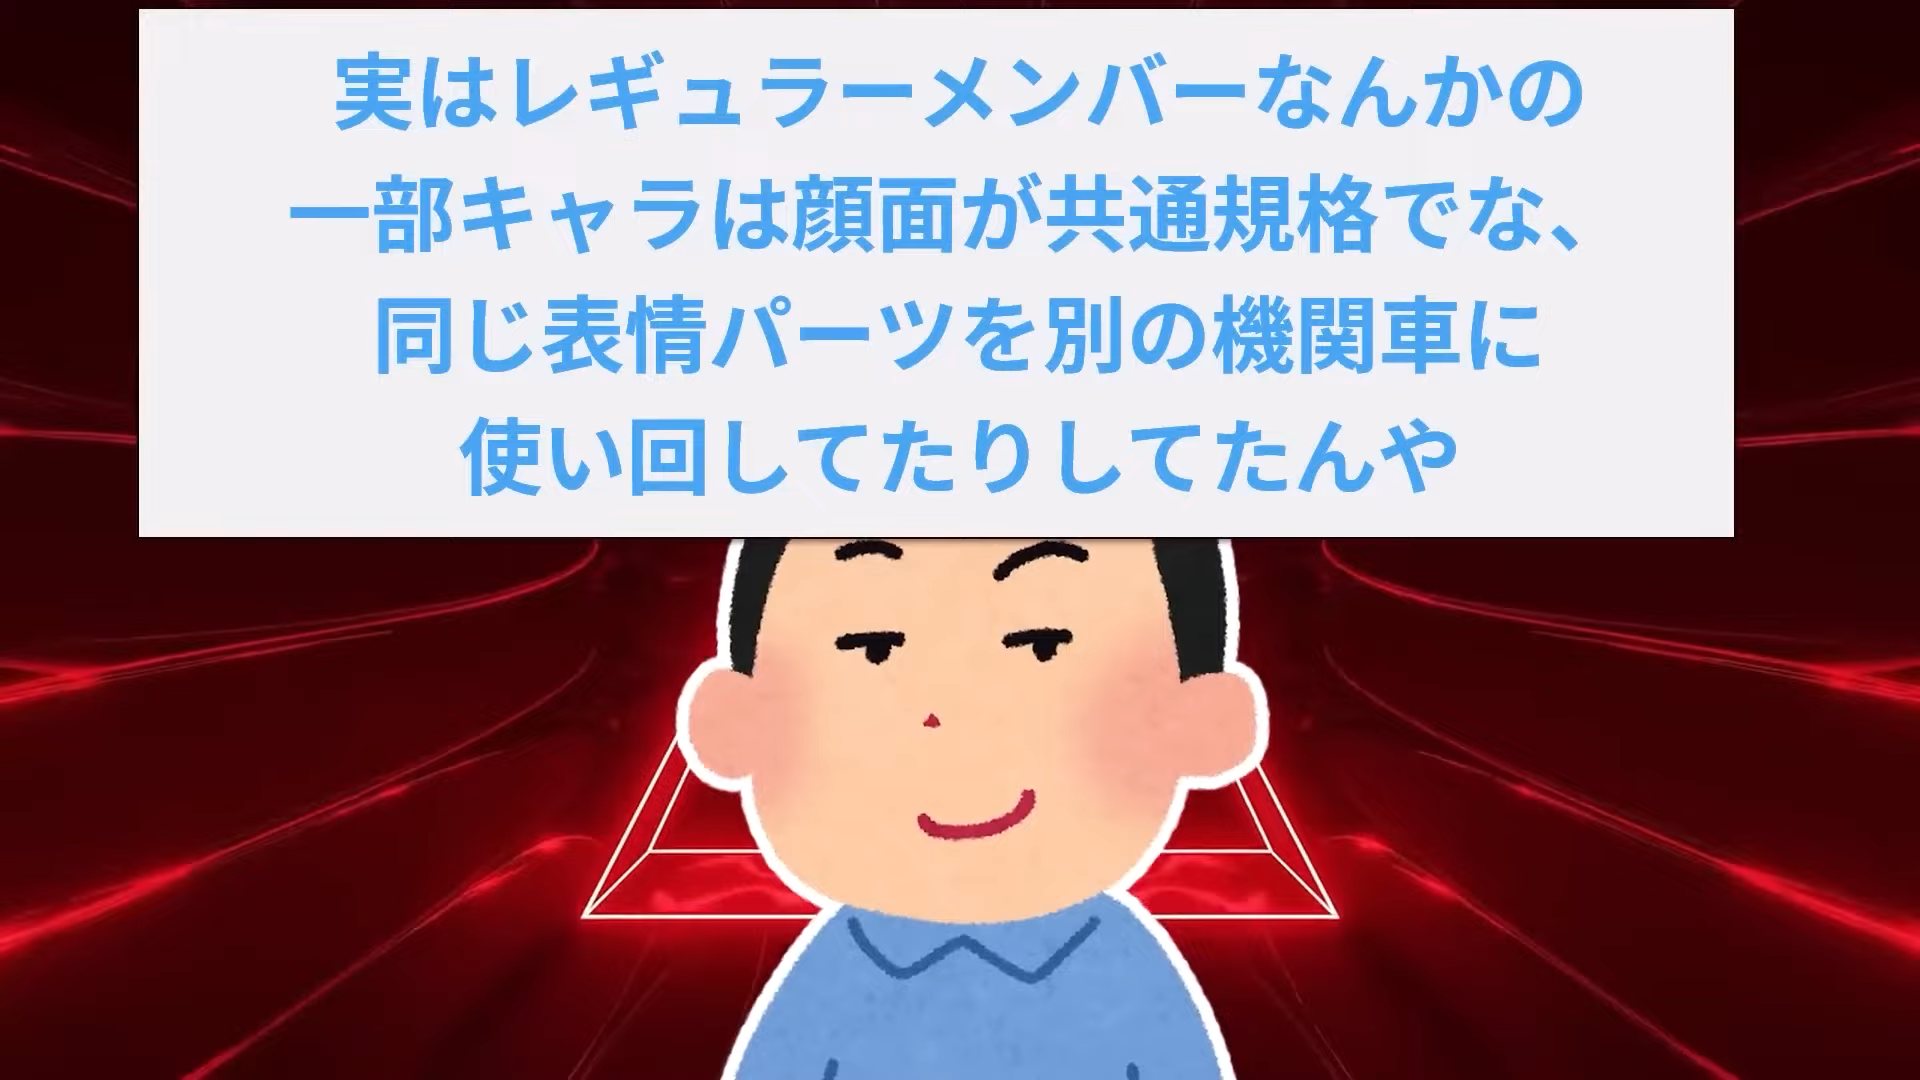 実はレギュラーメンバーなんかの
一部キャラは顔面が共通規格でな、
同じ表情パーツを別の機関車に
使い回してたりしてたんや